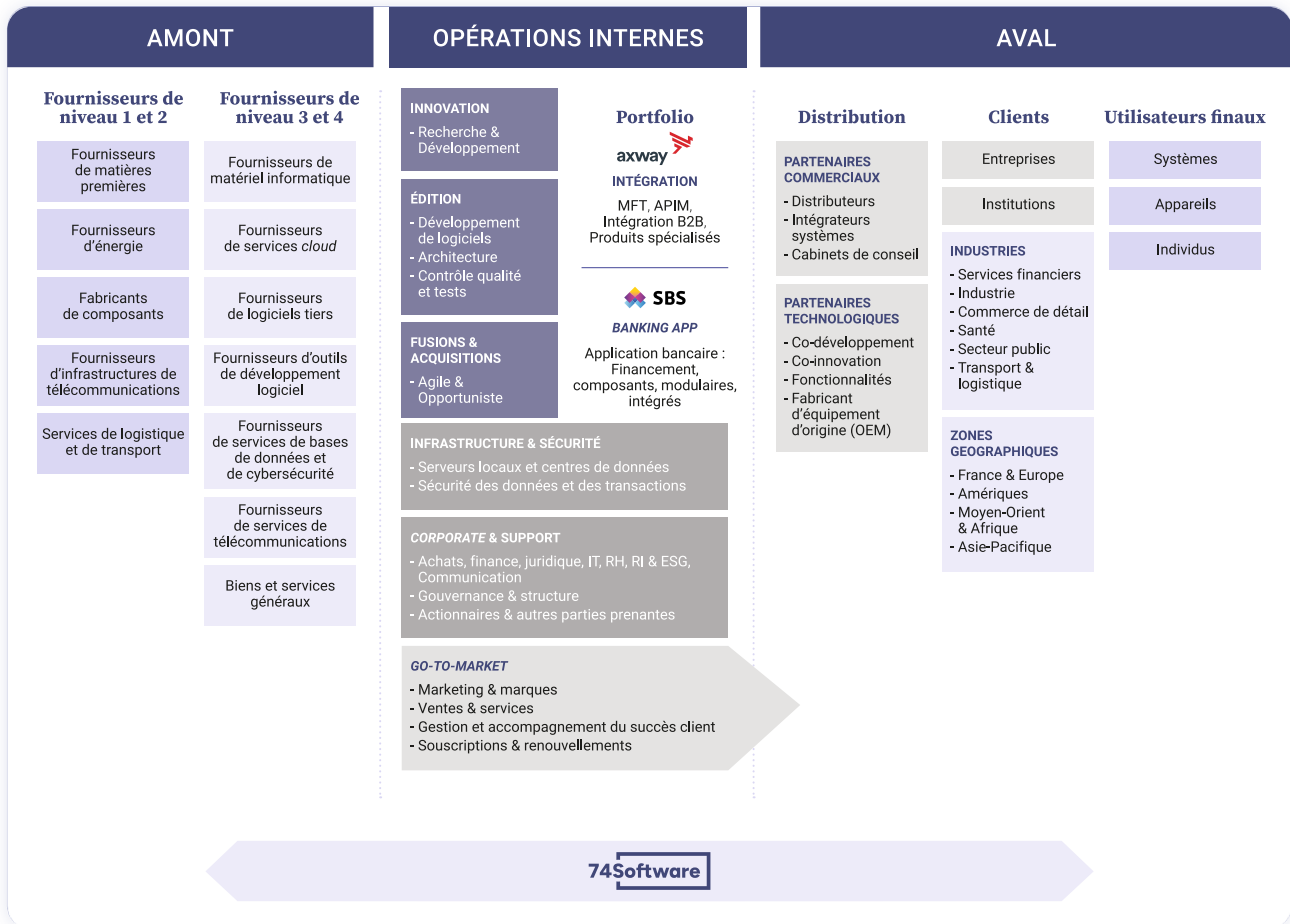 AMONT
Fournisseurs de
niveau 1 et 2
Fournisseurs
de matières
premières
Fournisseurs
d'énergie
Fabricants
de composants
Fournisseurs
d'infrastructures de
télécommunications
Services de logistique
et de transport
Fournisseurs de
niveau 3 et 4
Fournisseurs de
matériel informatique
Fournisseurs
de services cloud
Fournisseurs
de logiciels tiers
Fournisseurs d'outils
de développement
logiciel
Fournisseurs
de services de bases
de données et
de cybersécurité
Fournisseurs
de services de
télécommunications
Biens et services
généraux
OPÉRATIONS INTERNES
INNOVATION
- Recherche &
Développement
ÉDITION
- Développement
de logiciels
- Architecture
- Contrôle qualité
et tests
FUSIONS &
ACQUISITIONS
- Agile &
Opportuniste
Portfolio
axway
INTÉGRATION
MFT, APIM,
Intégration B2B,
Produits spécialisés
SBS
BANKING APP
Application bancaire :
Financement,
composants, modulaires,
intégrés
INFRASTRUCTURE & SÉCURITÉ
- Serveurs locaux et centres de données
- Sécurité des données et des transactions
CORPORATE & SUPPORT
- Achats, finance, juridique, IT, RH, RI & ESG,
Communication
- Gouvernance & structure
- Actionnaires & autres parties prenantes
GO-TO-MARKET
- Marketing & marques
- Ventes & services
- Gestion et accompagnement du succès client
- Souscriptions & renouvellements
AVAL
Distribution
PARTENAIRES
COMMERCIAUX
- Distributeurs
- Intégrateurs
systèmes
- Cabinets de conseil
PARTENAIRES
TECHNOLOGIQUES
- Co-développement
- Co-innovation
- Fonctionnalités
- Fabricant
d'équipement
d'origine (OEM)
Clients
Entreprises
Institutions
INDUSTRIES
- Services financiers
- Industrie
- Commerce de détail
- Santé
- Secteur public
- Transport &
logistique
ZONES
GEOGRAPHIQUES
- France & Europe
- Amériques
- Moyen-Orient
& Afrique
- Asie-Pacifique
Utilisateurs finaux
Systèmes
Appareils
Individus
74Software